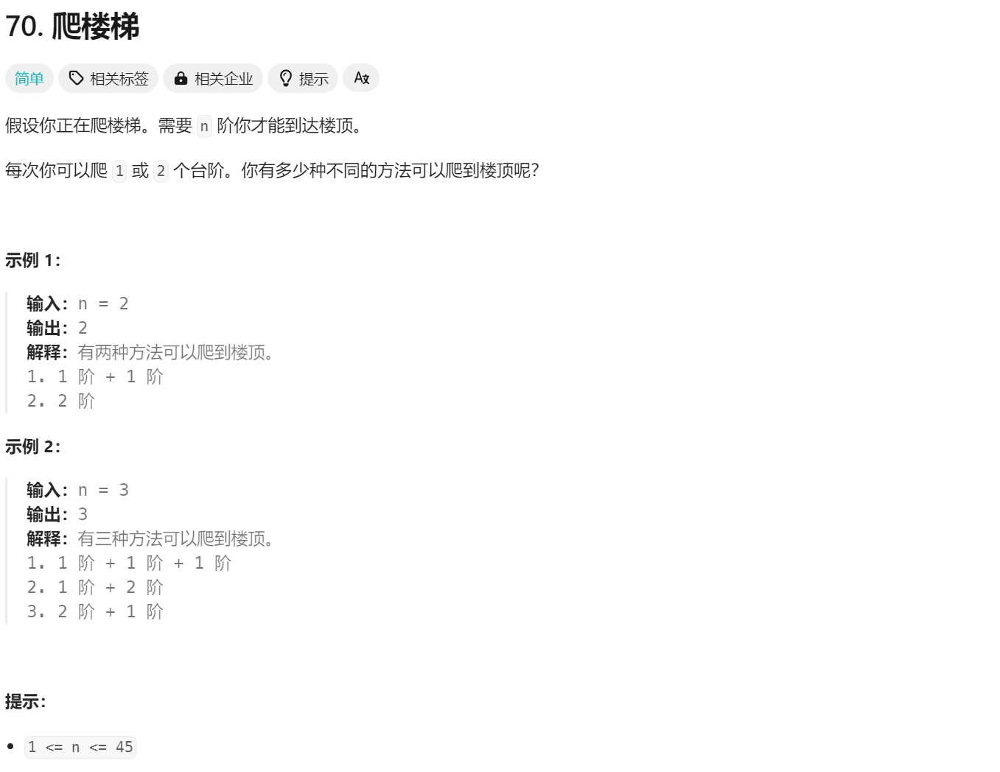 70. 爬楼梯
简单 相关标签 相关企业 提示 A文
假设你正在爬楼梯。需要 n 阶你才能到达楼顶。
每次你可以爬 1 或 2 个台阶。你有多少种不同的方法可以爬到楼顶呢？
示例 1：
输入：n = 2
输出：2
解释：有两种方法可以爬到楼顶。
1. 1 阶 + 1 阶
2. 2 阶
示例 2：
输入：n = 3
输出：3
解释：有三种方法可以爬到楼顶。
1. 1 阶 + 1 阶 + 1 阶
2. 1 阶 + 2 阶
3. 2 阶 + 1 阶
提示：
• 1 <= n <= 45